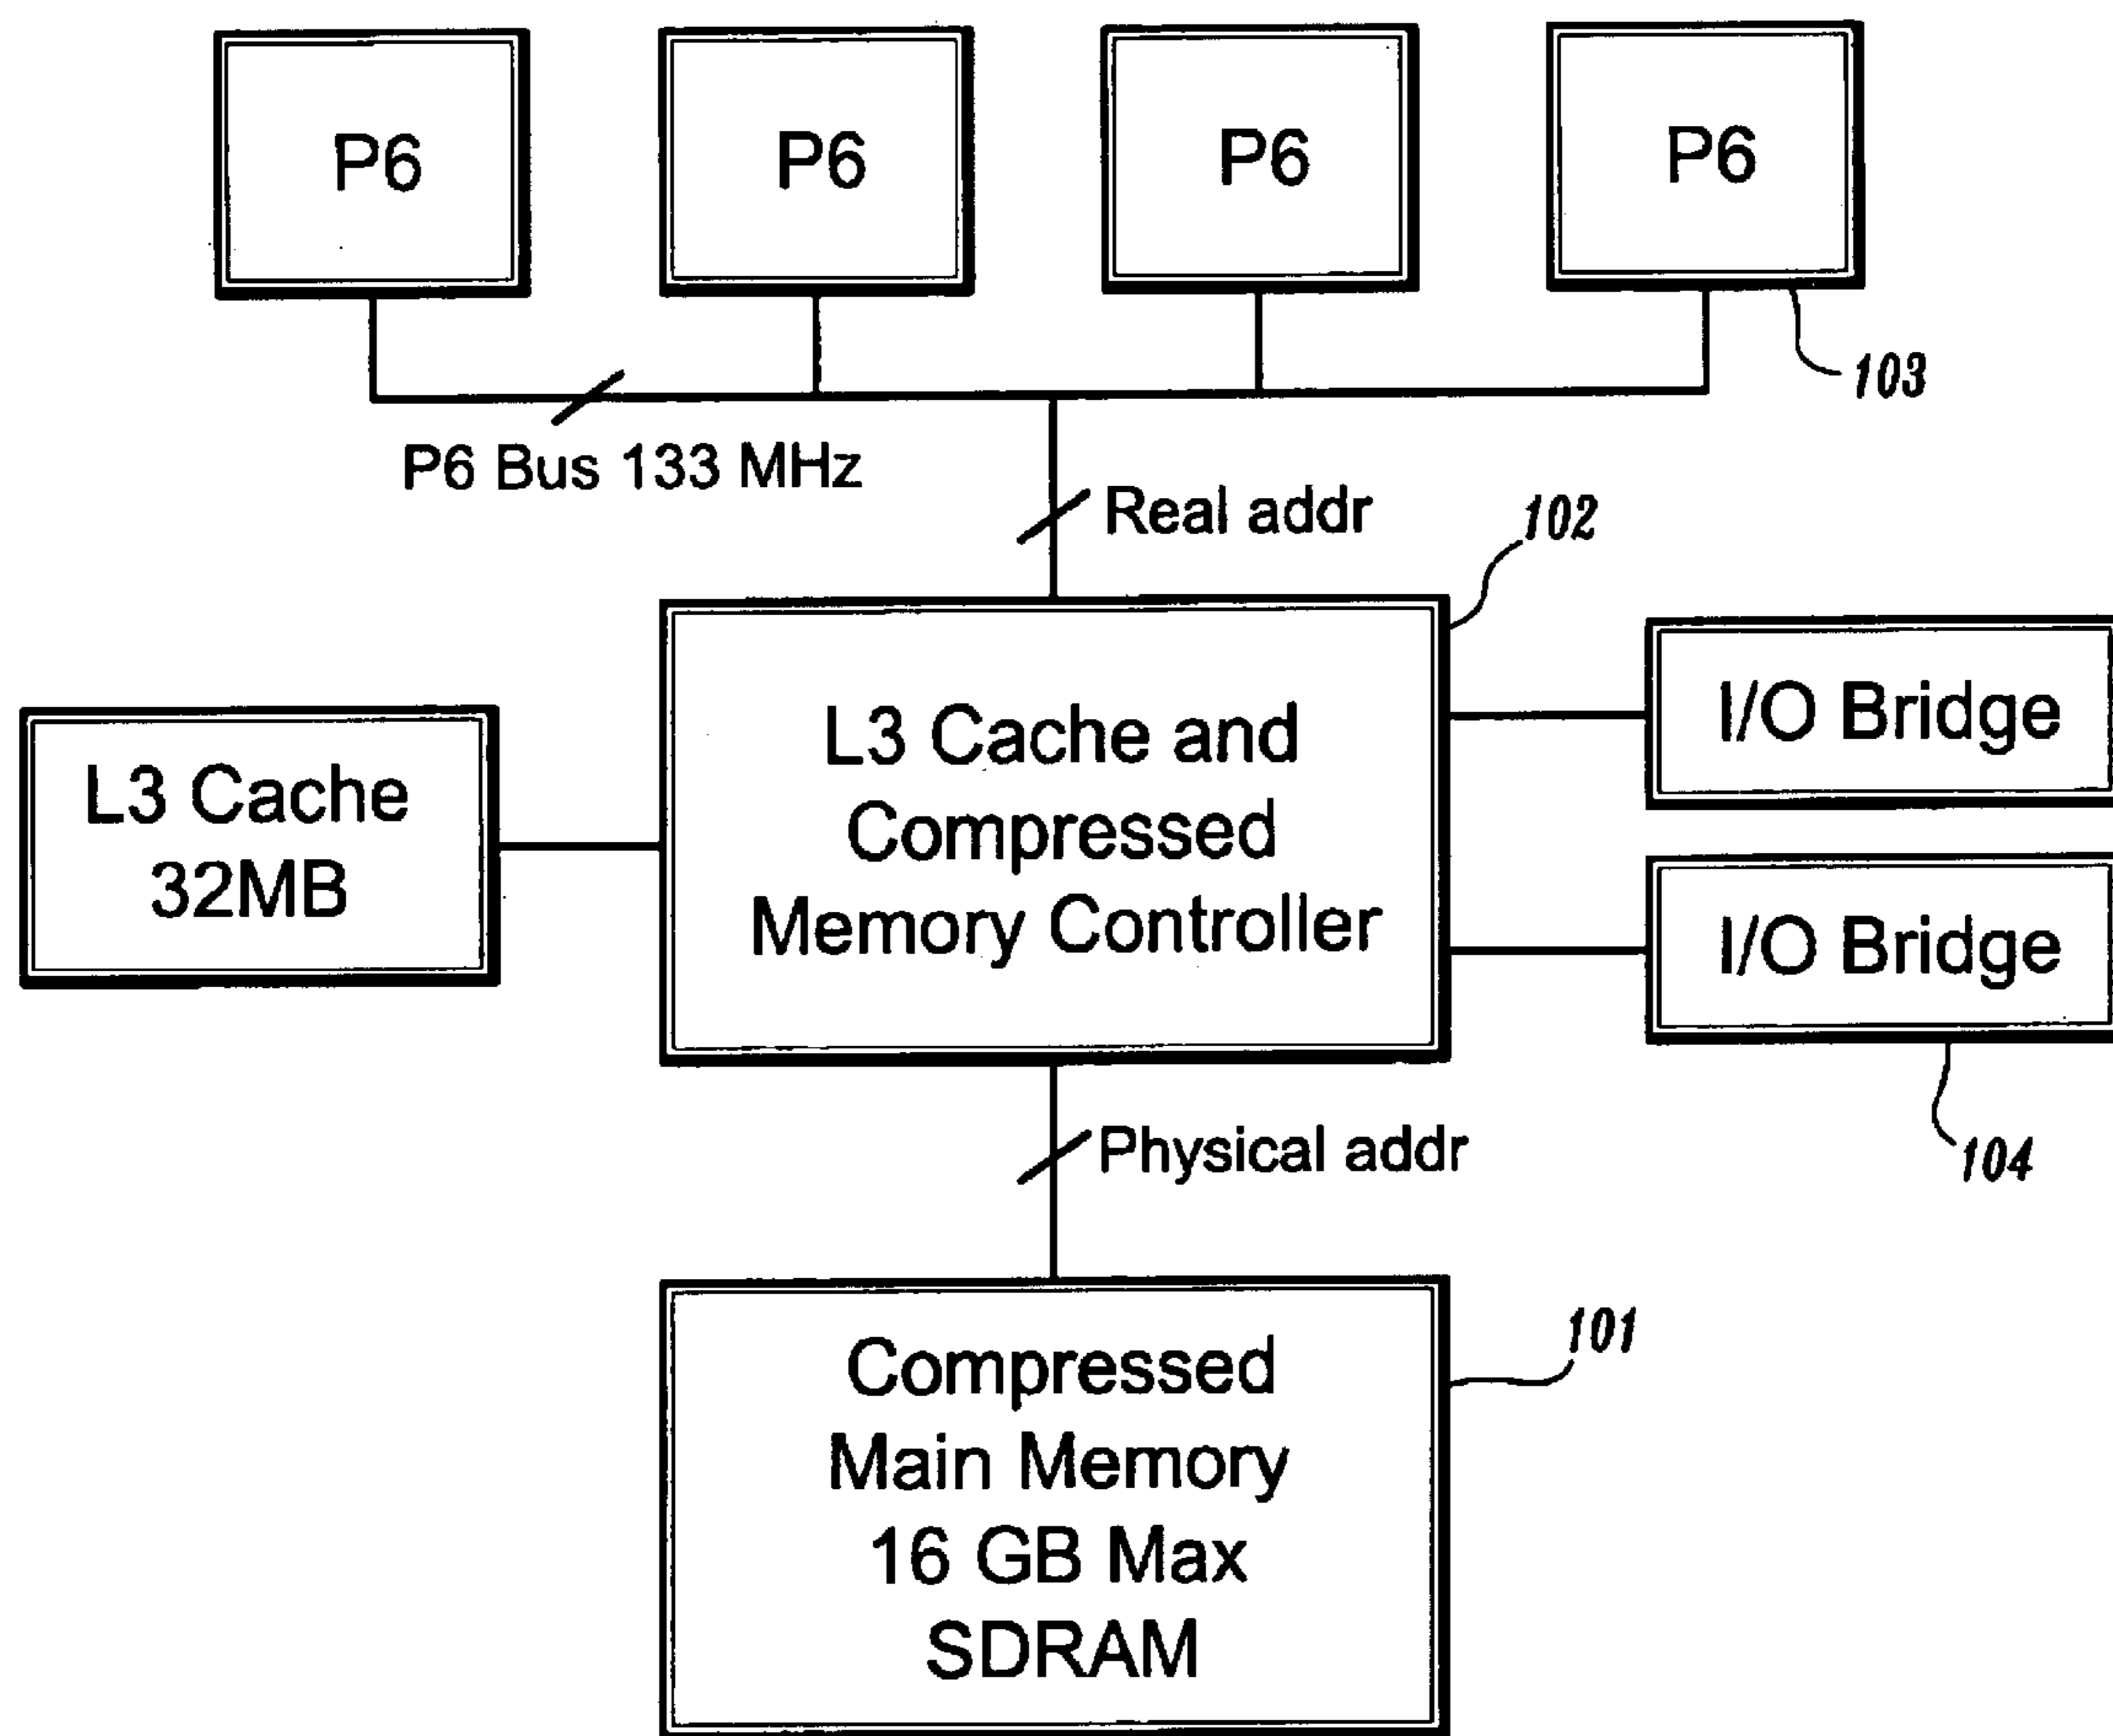 P6
P6
P6
P6
103
P6 Bus 133 MHz
Real addr
102
L3 Cache
32MB
L3 Cache and
Compressed
Memory Controller
I/O Bridge
I/O Bridge
104
Physical addr
101
Compressed
Main Memory
16 GB Max
SDRAM